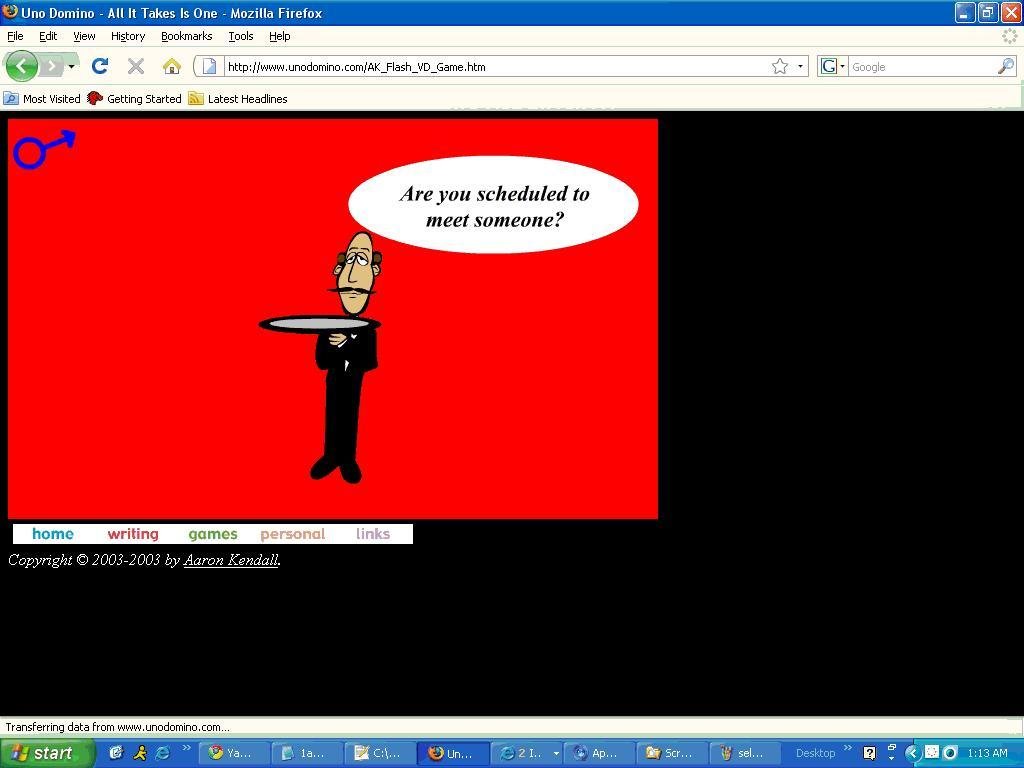 Uno Domino - All It Takes Is One - Mozilla Firefox
File Edit View History Bookmarks Tools Help
http://www.unodomino.com/AK_Flash_VD_Game.htm
G Google
Most Visited Getting Started Latest Headlines
Are you scheduled to
meet someone?
home writing games personal links
Copyright © 2003-2003 by Aaron Kendall.
Transferring data from www.unodomino.com...
start Ya... 1a... C:\... Un... 2 I... Ap... Scr... sel... Desktop 1:13 AM